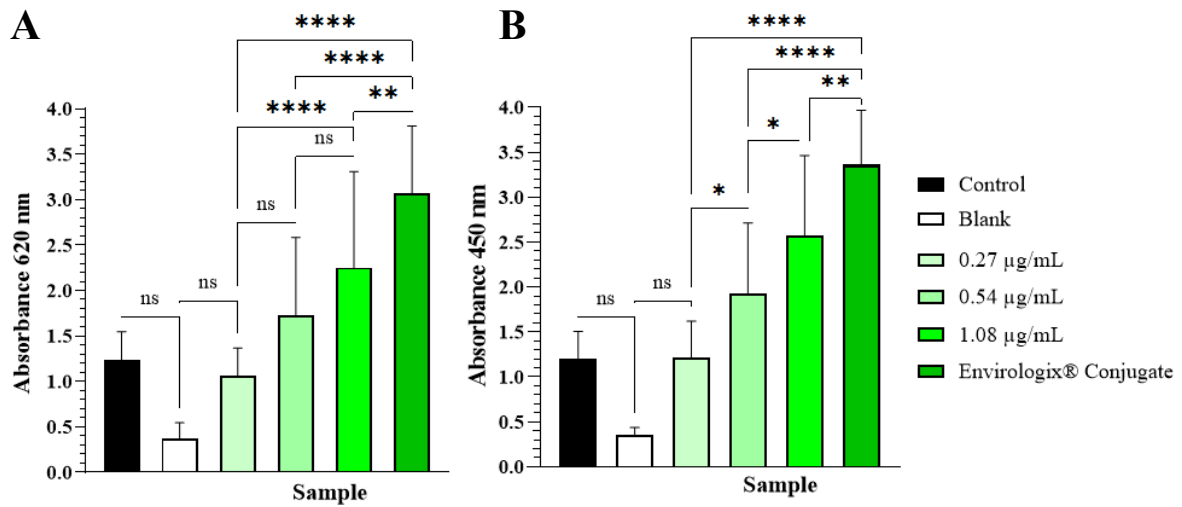 A
****
****
****
**
ns
ns
ns
ns
4.0
3.5
3.0
2.5
2.0
1.5
1.0
0.5
0.0
Absorbance 620 nm
Sample
B
****
****
**
*
*
ns
ns
4.0
3.5
3.0
2.5
2.0
1.5
1.0
0.5
0.0
Absorbance 450 nm
Sample
Control
Blank
0.27 µg/mL
0.54 µg/mL
1.08 µg/mL
Envirologix® Conjugate